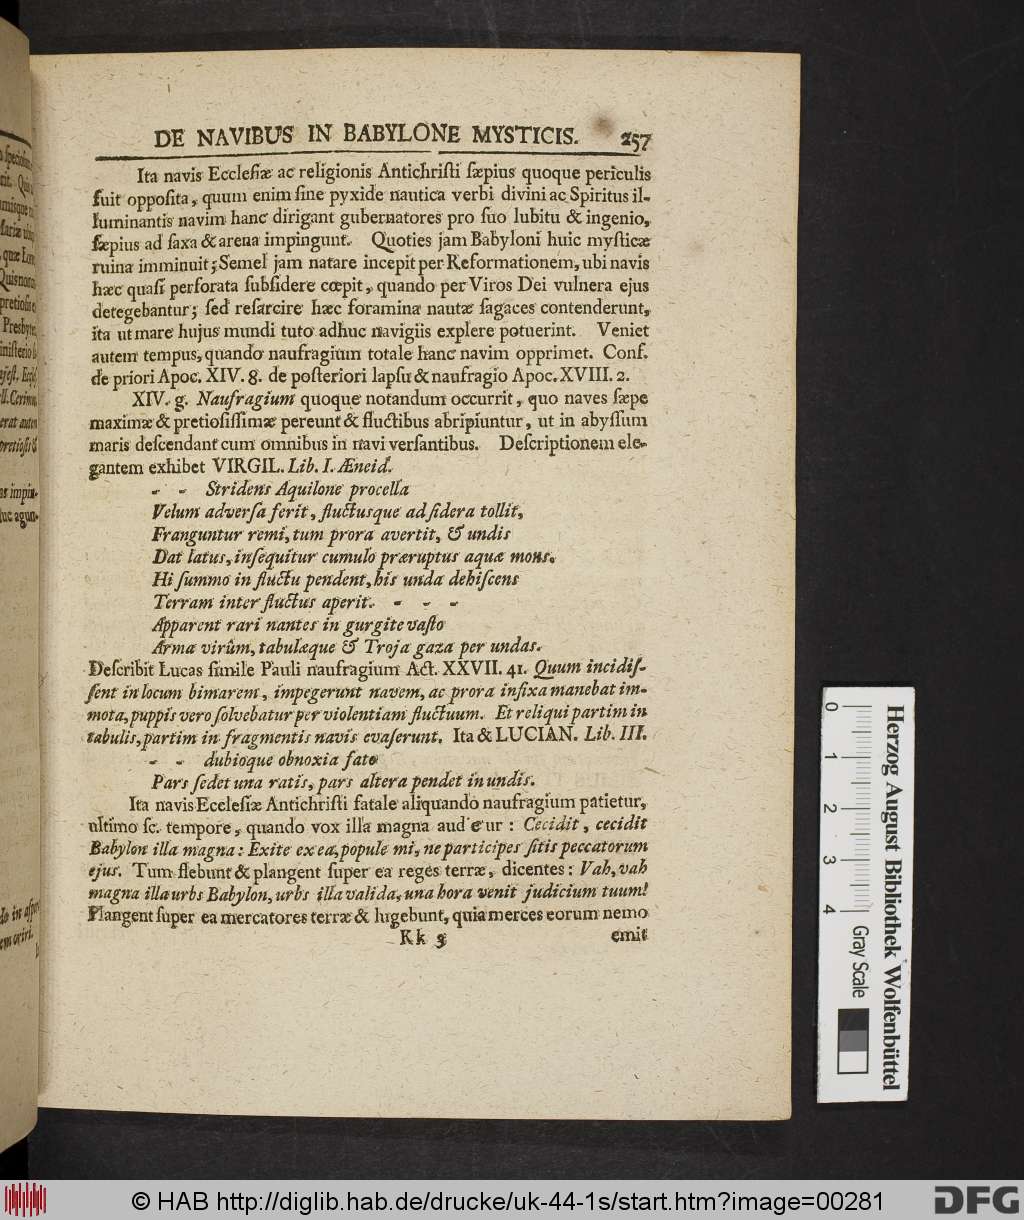 DE NAVIBUS IN BABYLONE MYSTICIS. 257
Ita navis Ecclesiæ ac religionis Antichriſti ſæpius quoque periculis
fuit oppoſita, quum enim ſine pyxide nautica verbi divini ac Spiritus il-
luminantis navim hanc dirigant gubernatores pro ſuo lubitu & ingenio,
ſæpius ad ſaxa & arena impingunt. Quoties jam Babyloni huic myſticæ
ruina imminuit; Semel jam natare incepit per Reformationem, ubi navis
hæc quaſi perforata ſubſidere cœpit, quando per Viros Dei vulnera ejus
detegebantur; ſed reſarcire hæc foramina nautæ ſagaces contenderunt,
ita ut mare hujus mundi tuto adhuc navigiis explere potuerint. Veniet
autem tempus, quando naufragium totale hanc navim opprimet. Conf.
de priori Apoc. XIV. 8. de poſteriori lapſu & naufragio Apoc. XVIII. 2.
XIV. g. Naufragium quoque notandum occurrit, quo naves ſæpe
maximæ & pretioſiſſimæ pereunt & fluctibus abripiuntur, ut in abyſſum
maris deſcendant cum omnibus in navi verſantibus. Deſcriptionem ele-
gantem exhibet VIRGIL. Lib. I. Æneid.
- - Stridens Aquilone procella
Velum adverſa ferit, fluctusque ad ſidera tollit,
Franguntur remi, tum prora avertit, & undis
Dat latus, inſequitur cumulo præruptus aquæ mons.
Hi ſummo in fluctu pendent, his unda dehiſcens
Terram inter fluctus aperit. - - -
Apparent rari nantes in gurgite vaſto
Arma virûm, tabulæque & Troja gaza per undas.
Deſcribit Lucas ſimile Pauli naufragium Act. XXVII. 41. Quum incidiſ-
ſent in locum bimarem, impegerunt navem, ac prora infixa manebat im-
mota, puppis vero ſolvebatur per violentiam fluctuum. Et reliqui partim in
tabulis, partim in fragmentis navis evaſerunt. Ita & LUCIAN. Lib. III.
- - dubioque obnoxia fato
Pars ſedet una ratis, pars altera pendet in undis.
Ita navis Eccleſiæ Antichriſti fatale aliquando naufragium patietur,
ultimo ſc. tempore, quando vox illa magna aud e ur: Cecidit, cecidit
Babylon illa magna: Exite ex ea, popule mi, ne participes ſitis peccatorum
ejus. Tum flebunt & plangent ſuper ea reges terræ, dicentes: Vah, vah
magna illa urbs Babylon, urbs illa valida, una hora venit judicium tuum!
Plangent ſuper ea mercatores terræ & lugebunt, quia merces eorum nemo
Kk 3 emit
0 1 2 3 4 Gray Scale
Herzog August Bibliothek Wolfenbüttel
© HAB http://diglib.hab.de/drucke/uk-44-1s/start.htm?image=00281
DFG